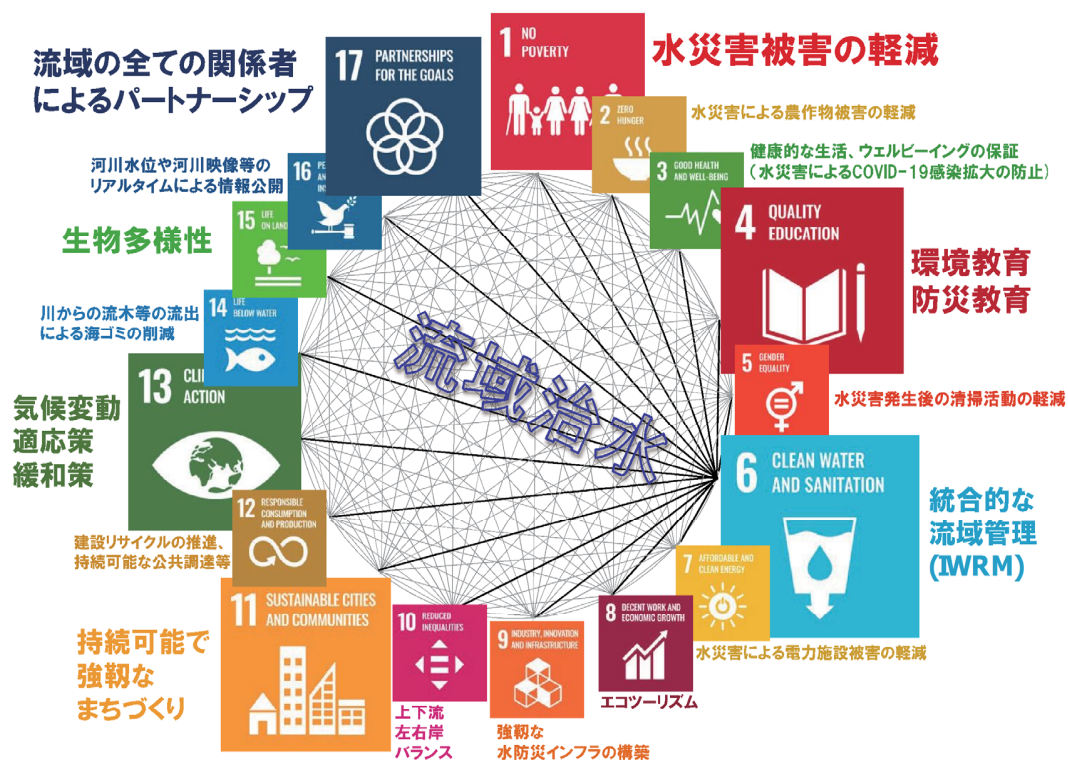 流域の全ての関係者
によるパートナーシップ
17 PARTNERSHIPS
FOR THE GOALS
1 NO
POVERTY
水災害被害の軽減
2 ZERO
HUNGER
水災害による農作物被害の軽減
3 GOOD HEALTH
AND WELL-BEING
健康的な生活、ウェルビーイングの保証
(水災害によるCOVID-19感染拡大の防止)
4 QUALITY
EDUCATION
環境教育
防災教育
5 GENDER
EQUALITY
水災害発生後の清掃活動の軽減
6 CLEAN WATER
AND SANITATION
統合的な
流域管理
(IWRM)
7 AFFORDABLE AND
CLEAN ENERGY
水災害による電力施設被害の軽減
8 DECENT WORK AND
ECONOMIC GROWTH
エコツーリズム
9 INDUSTRY, INNOVATION
AND INFRASTRUCTURE
強靭な
水防災インフラの構築
10 REDUCED
INEQUALITIES
上下流
左右岸
バランス
11 SUSTAINABLE CITIES
AND COMMUNITIES
持続可能で
強靭な
まちづくり
12 RESPONSIBLE
CONSUMPTION
AND PRODUCTION
建設リサイクルの推進、
持続可能な公共調達等
13
ACTION
気候変動
適応策
緩和策
14 LIFE
BELOW WATER
川からの流木等の流出
による海ゴミの削減
15 LIFE
ON LAND
生物多様性
16
河川水位や河川映像等の
リアルタイムによる情報公開
流域治水